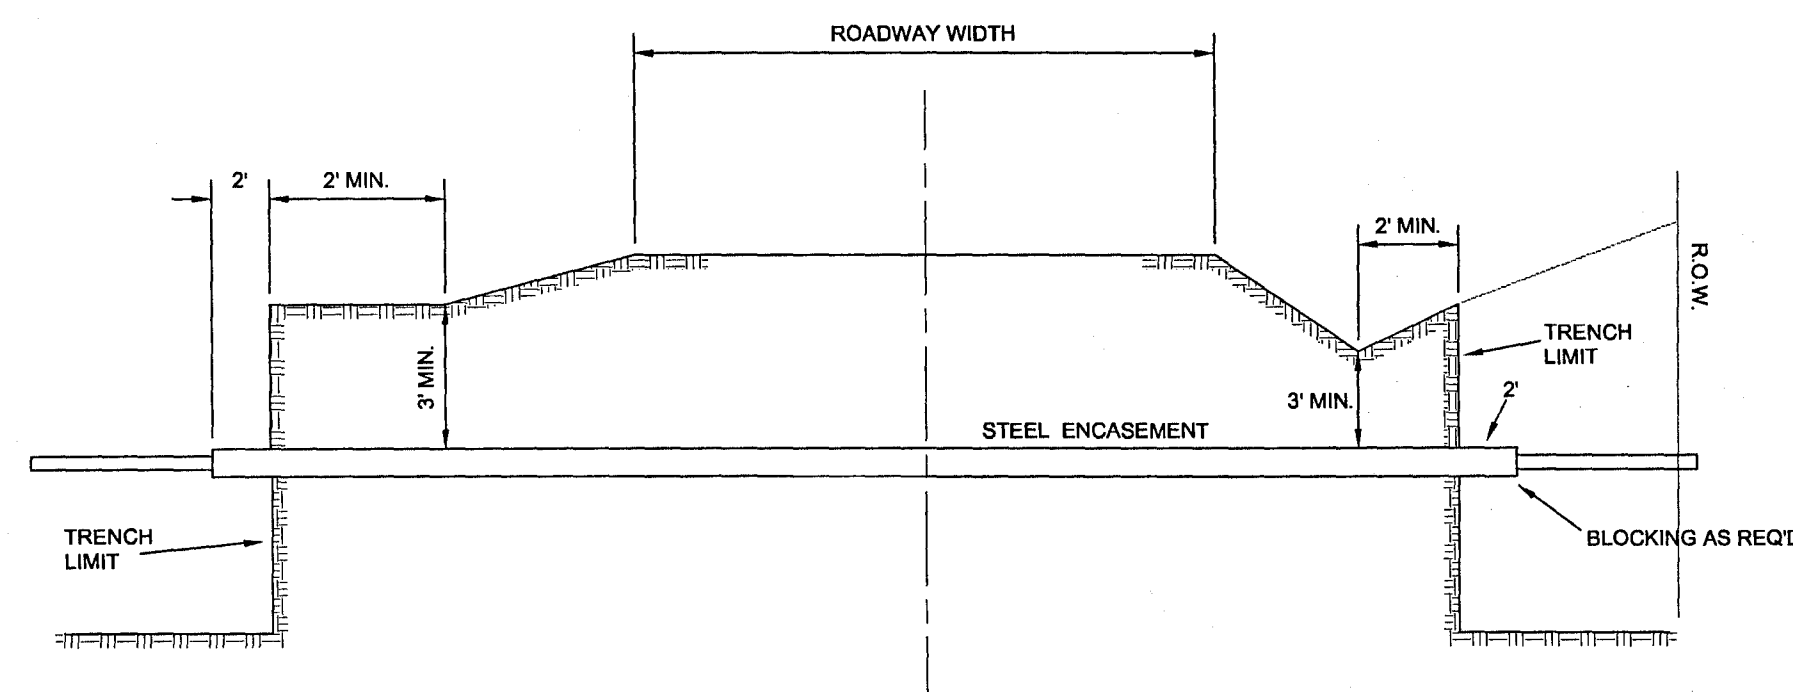 ROADWAY WIDTH
2'
2' MIN.
2' MIN.
R.O.W.
TRENCH
LIMIT
3' MIN.
3' MIN.
2'
STEEL ENCASEMENT
TRENCH
LIMIT
BLOCKING AS REQ'D